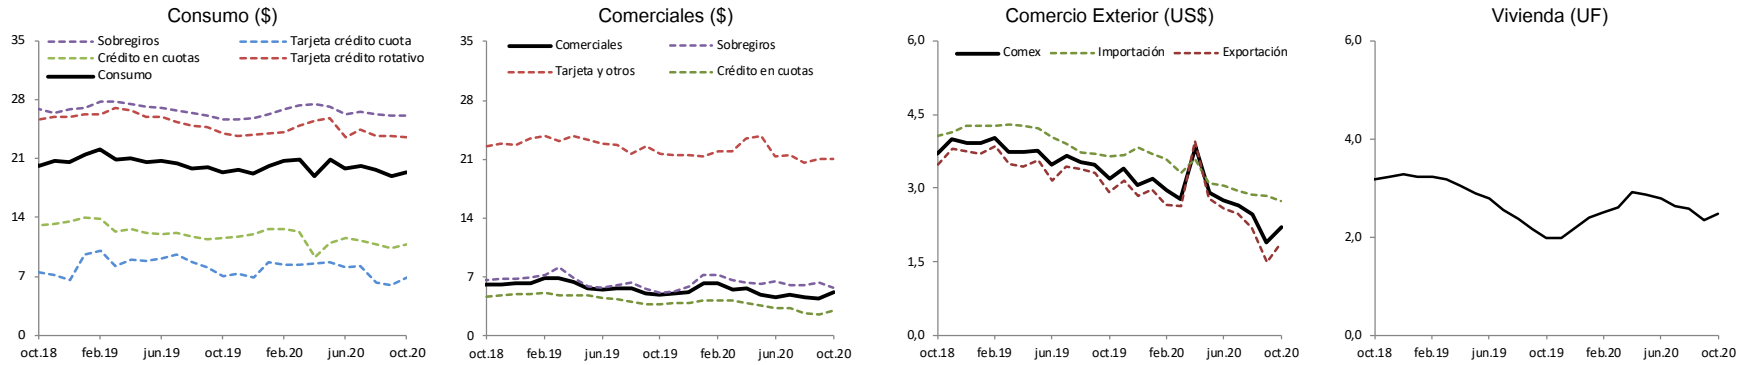 Consumo ($)
35
28
21
14
7
0
Sobregiros
Tarjeta crédito cuota
Crédito en cuotas
Tarjeta crédito rotativo
Consumo
oct.18 feb.19 jun.19 oct.19 feb.20 jun.20 oct.20
Comerciales ($)
35
28
21
14
7
0
Comerciales
Sobregiros
Tarjeta y otros
Crédito en cuotas
oct.18 feb.19 jun.19 oct.19 feb.20 jun.20 oct.20
Comercio Exterior (US$)
6,0
4,5
3,0
1,5
0,0
Comex
Importación
Exportación
oct.18 feb.19 jun.19 oct.19 feb.20 jun.20 oct.20
Vivienda (UF)
6,0
4,0
2,0
0,0
oct.18 feb.19 jun.19 oct.19 feb.20 jun.20 oct.20